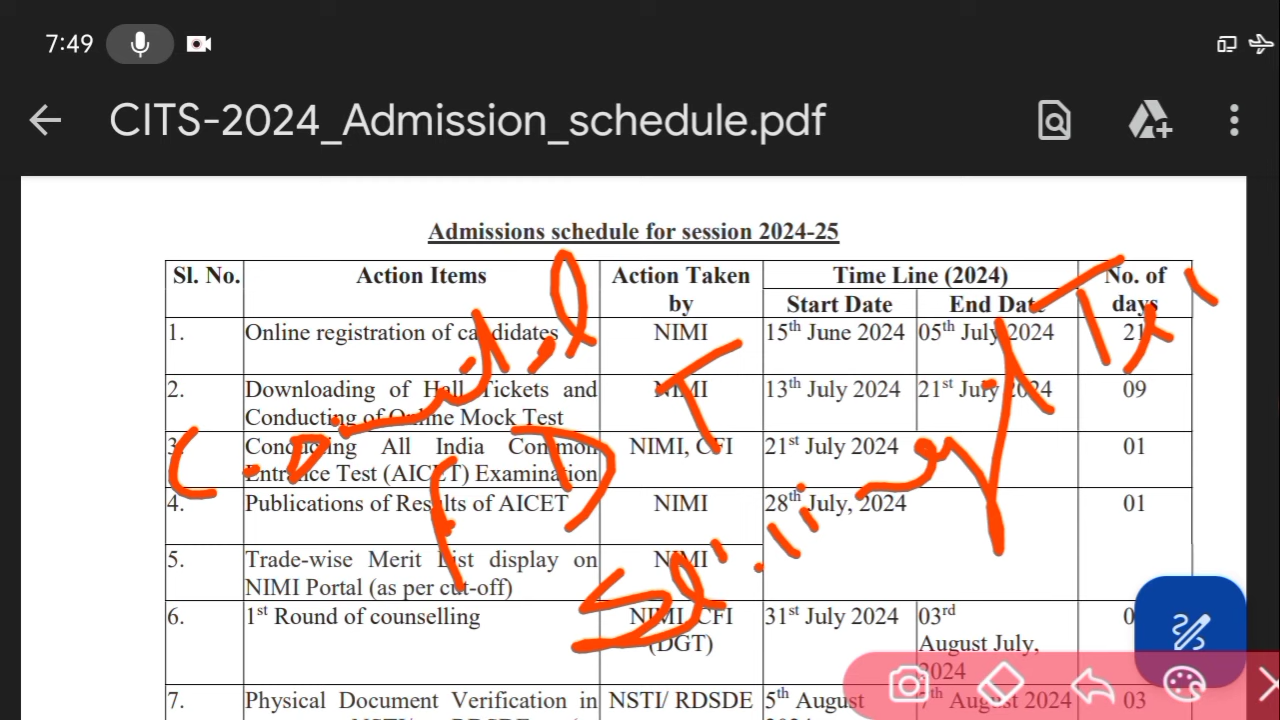 7:49
CITS-2024_Admission_schedule.pdf
Admissions schedule for session 2024-25
Sl. No. Action Items Action Taken by Time Line (2024) No. of days
Start Date End Date
1. Online registration of candidates NIMI 15th June 2024 05th July 2024 21
2. Downloading of Hall Tickets and NIMI 13th July 2024 21st July 2024 09
Conducting of Online Mock Test
3. Conducting All India Common NIMI, CFI 21st July 2024 01
Entrance Test (AICET) Examination
4. Publications of Results of AICET NIMI 28th July, 2024 01
5. Trade-wise Merit List display on NIMI
NIMI Portal (as per cut-off)
6. 1st Round of counselling NIMI, CFI 31st July 2024 03rd
(DGT) August July,
2024
7. Physical Document Verification in NSTI/ RDSDE 5th August 7th August 2024 03